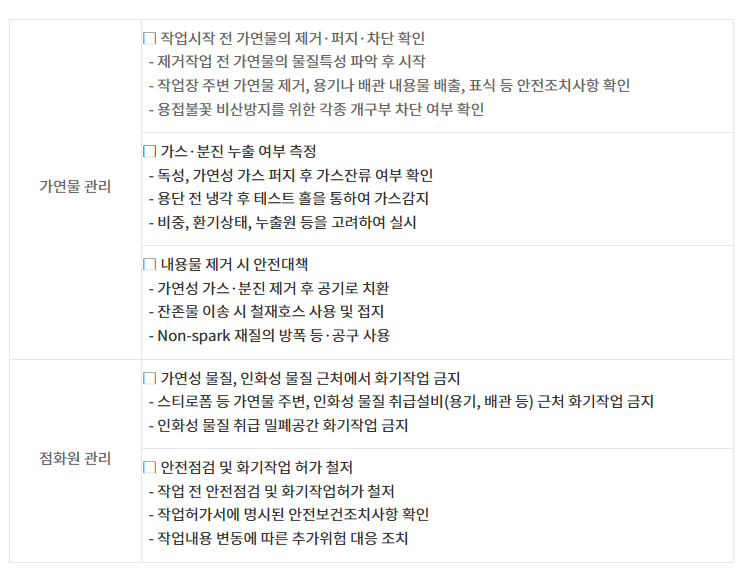 가연물 관리
□ 작업시작 전 가연물의 제거·퍼지·차단 확인
- 제거작업 전 가연물의 물질특성 파악 후 시작
- 작업장 주변 가연물 제거, 용기나 배관 내용물 배출, 표식 등 안전조치사항 확인
- 용접불꽃 비산방지를 위한 각종 개구부 차단 여부 확인
□ 가스·분진 누출 여부 측정
- 독성, 가연성 가스 퍼지 후 가스잔류 여부 확인
- 용단 전 냉각 후 테스트 홀을 통하여 가스감지
- 비중, 환기상태, 누출원 등을 고려하여 실시
□ 내용물 제거 시 안전대책
- 가연성 가스·분진 제거 후 공기로 치환
- 잔존물 이송 시 철재호스 사용 및 접지
- Non-spark 재질의 방폭 등·공구 사용
점화원 관리
□ 가연성 물질, 인화성 물질 근처에서 화기작업 금지
- 스티로폼 등 가연물 주변, 인화성 물질 취급설비(용기, 배관 등) 근처 화기작업 금지
- 인화성 물질 취급 밀폐공간 화기작업 금지
□ 안전점검 및 화기작업 허가 철저
- 작업 전 안전점검 및 화기작업허가 철저
- 작업허가서에 명시된 안전보건조치사항 확인
- 작업내용 변동에 따른 추가위험 대응 조치